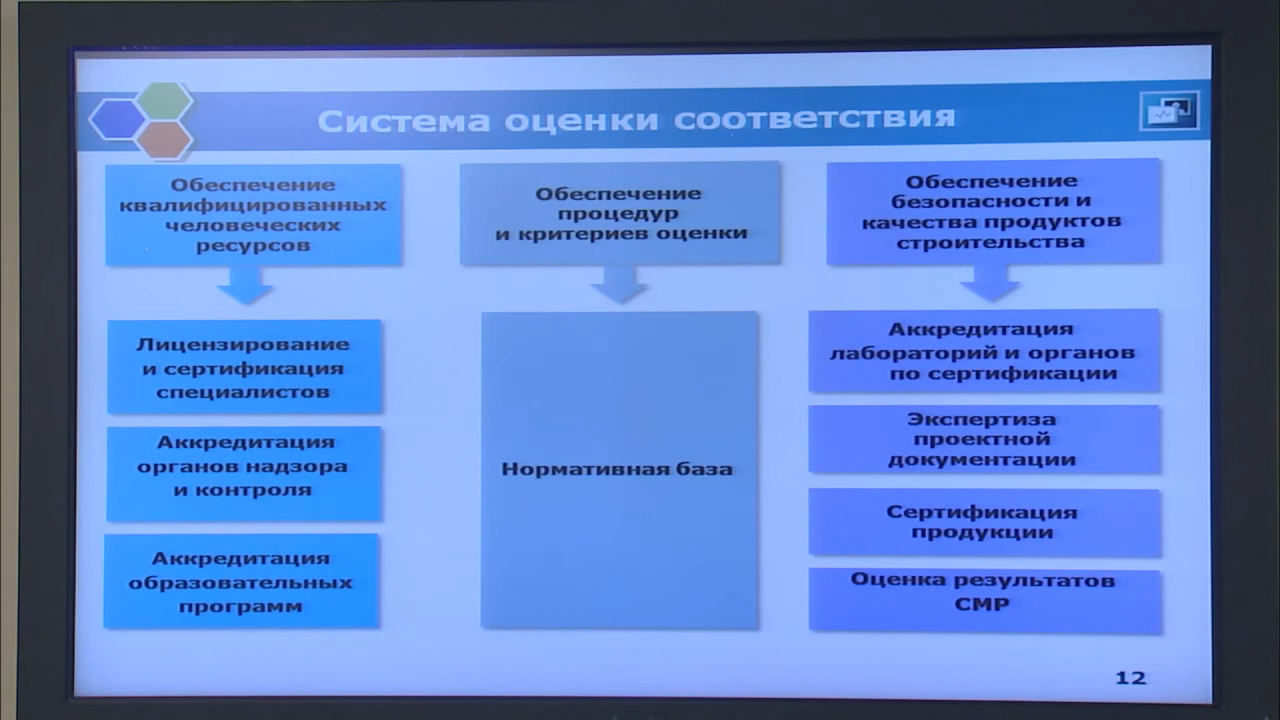 Система оценки соответствия
Обеспечение
квалифицированных
человеческих
ресурсов
Лицензирование
и сертификация
специалистов
Аккредитация
органов надзора
и контроля
Аккредитация
образовательных
программ
Обеспечение
процедур
и критериев оценки
Нормативная база
Обеспечение
безопасности и
качества продуктов
строительства
Аккредитация
лабораторий и органов
по сертификации
Экспертиза
проектной
документации
Сертификация
продукции
Оценка результатов
СМР
12